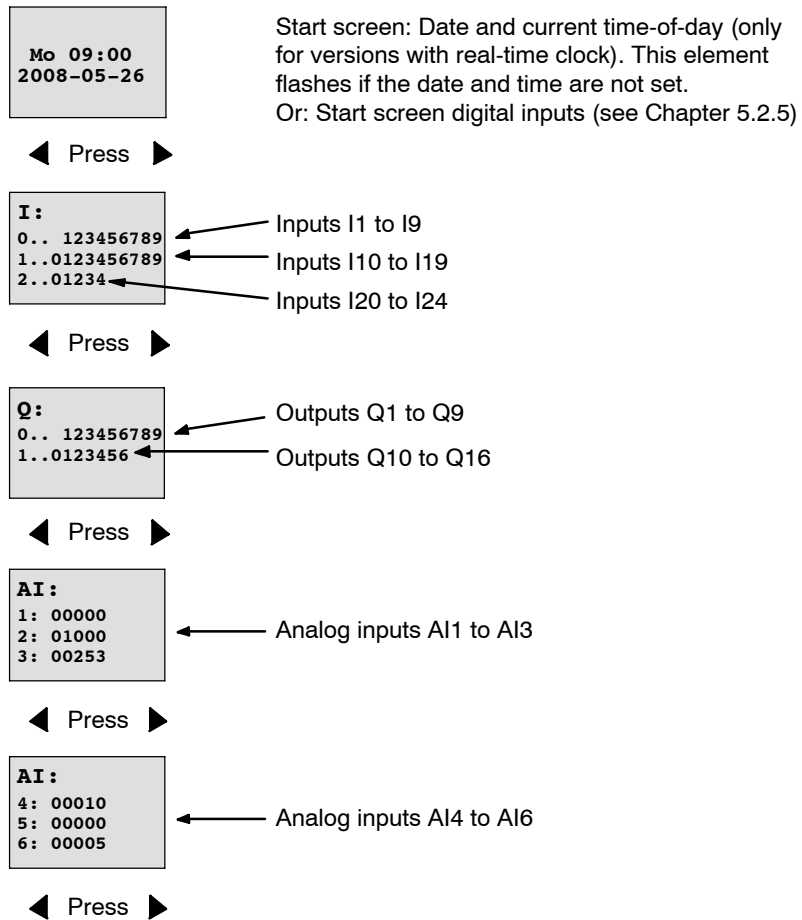 Mo 09:00
2008-05-26
Start screen: Date and current time-of-day (only
for versions with real-time clock). This element
flashes if the date and time are not set.
Or: Start screen digital inputs (see Chapter 5.2.5)
Press
I:
0.. 123456789
1..0123456789
2..01234
Inputs I1 to I9
Inputs I10 to I19
Inputs I20 to I24
Press
Q:
0.. 123456789
1..0123456
Outputs Q1 to Q9
Outputs Q10 to Q16
Press
AI:
1: 00000
2: 01000
3: 00253
Analog inputs AI1 to AI3
Press
AI:
4: 00010
5: 00000
6: 00005
Analog inputs AI4 to AI6
Press